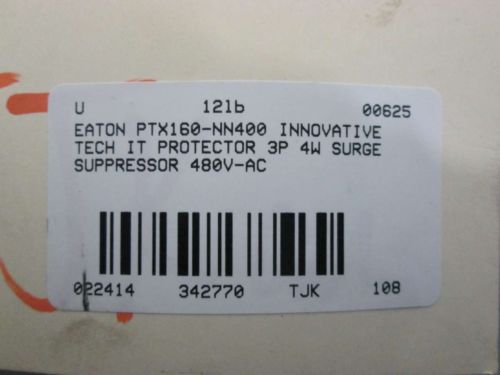 U 12lb 00625
EATON PTX160-NN400 INNOVATIVE
TECH IT PROTECTOR 3P 4W SURGE
SUPPRESSOR 480V-AC
022414 342770 TJK 108